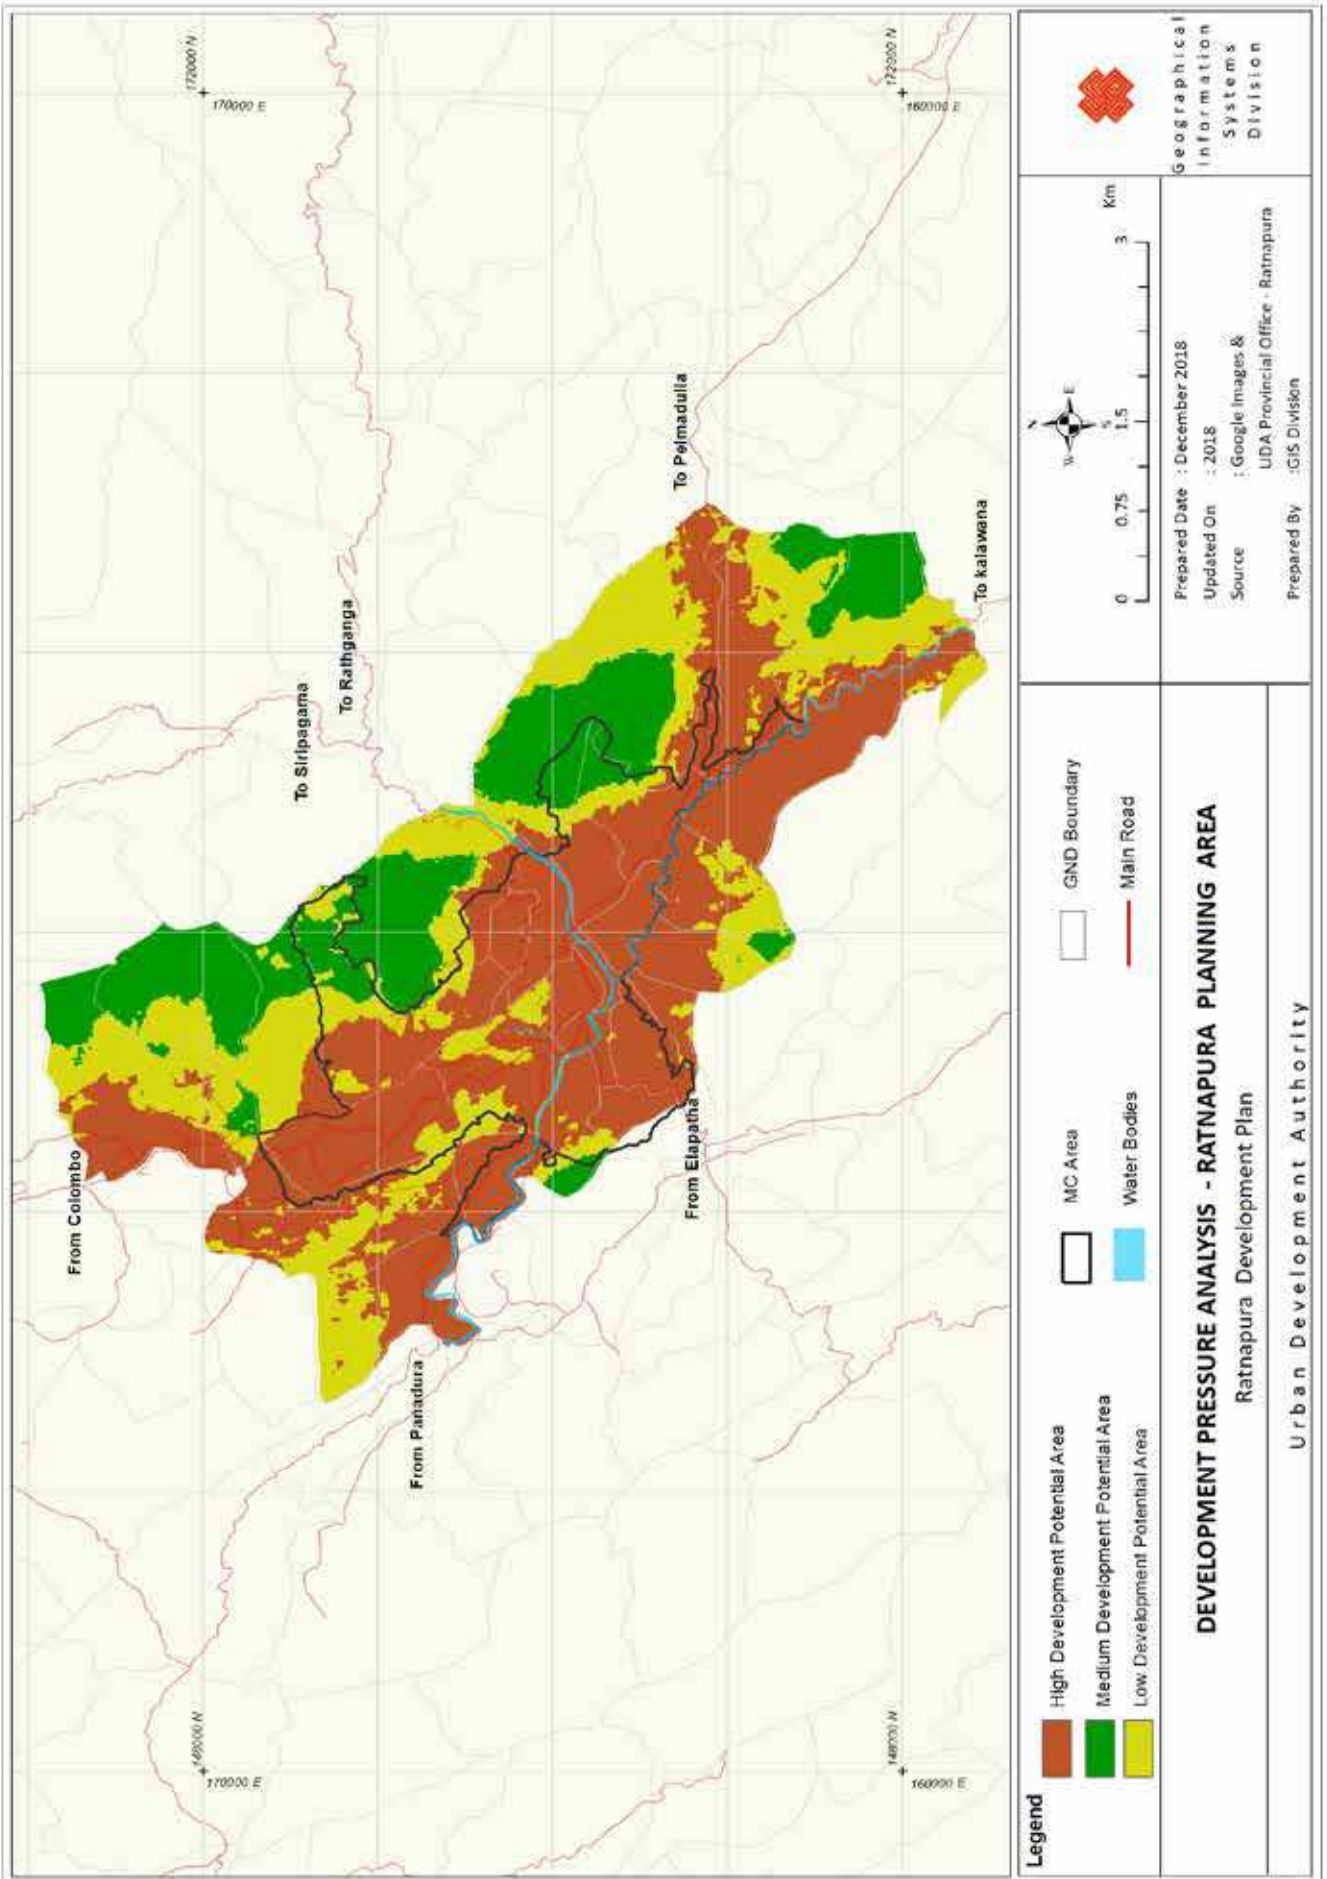 172000 N
170000 E
172000 N
160000 E
To Siripagama
To Rathganga
To Pelmadulla
To kalawana
From Colombo
From Elapatha
From Panadura
148000 N
170000 E
148000 N
160000 E
Legend
High Development Potential Area
Medium Development Potential Area
Low Development Potential Area
MC Area
Water Bodies
GND Boundary
Main Road
N
W
E
S
0
0.75
1.5
3
Km
Geographical
Information
Systems
Division
DEVELOPMENT PRESSURE ANALYSIS - RATNAPURA PLANNING AREA
Ratnapura Development Plan
Urban Development Authority
Prepared Date : December 2018
Updated On : 2018
Source : Google Images &
UDA Provincial Office - Ratnapura
Prepared By :GIS Division